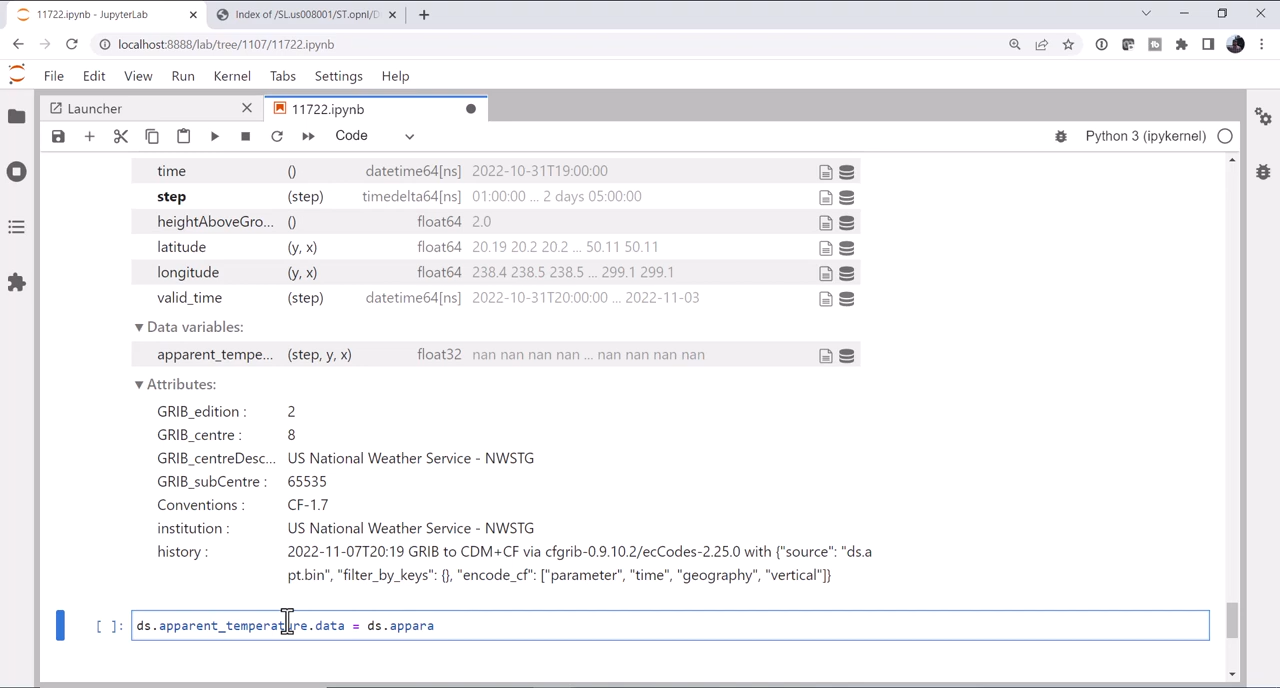 11722.ipynb - JupyterLab
Index of /SL.us008001/ST.opnl/D
localhost:8888/lab/tree/1107/11722.ipynb
File Edit View Run Kernel Tabs Settings Help
Launcher
11722.ipynb
Code
Python 3 (ipykernel)
time () datetime64[ns] 2022-10-31T19:00:00
step (step) timedelta64[ns] 01:00:00 ... 2 days 05:00:00
heightAboveGro... () float64 2.0
latitude (y, x) float64 20.19 20.2 20.2 ... 50.11 50.11
longitude (y, x) float64 238.4 238.5 238.5 ... 299.1 299.1
valid_time (step) datetime64[ns] 2022-10-31T20:00:00 ... 2022-11-03
Data variables:
apparent_tempe... (step, y, x) float32 nan nan nan nan ... nan nan nan nan
Attributes:
GRIB_edition : 2
GRIB_centre : 8
GRIB_centreDesc... US National Weather Service - NWSTG
GRIB_subCentre : 65535
Conventions : CF-1.7
institution : US National Weather Service - NWSTG
history : 2022-11-07T20:19 GRIB to CDM+CF via cfgrib-0.9.10.2/ecCodes-2.25.0 with {"source": "ds.a
pt.bin", "filter_by_keys": {}, "encode_cf": ["parameter", "time", "geography", "vertical"]}
[ ]: ds.apparent_temperature.data = ds.appara